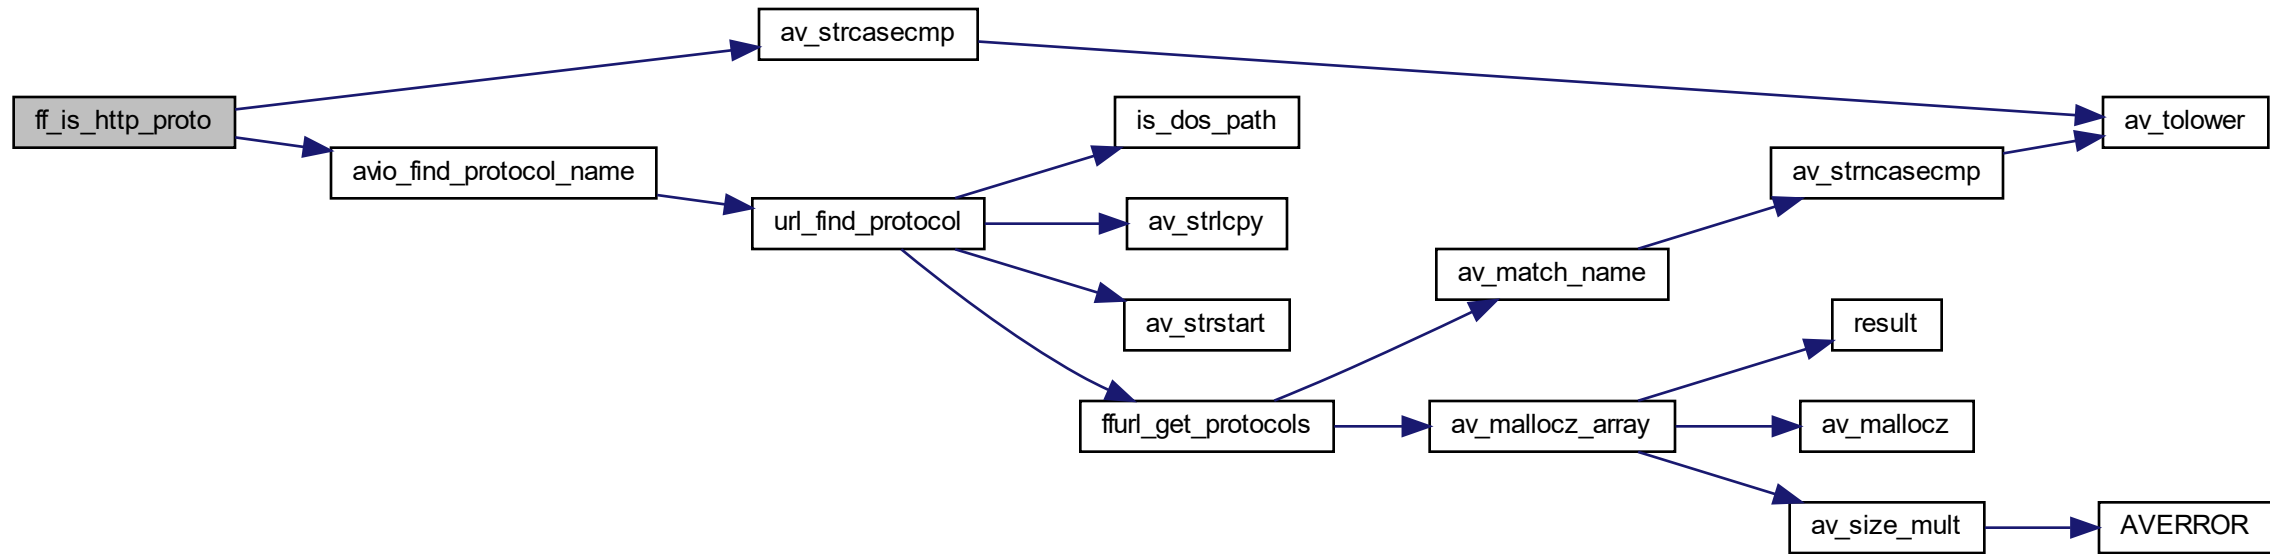 av_strcasecmp
ff_is_http_proto
is_dos_path
av_tolower
avio_find_protocol_name
av_strncasecmp
url_find_protocol
av_strlcpy
av_match_name
av_strstart
result
ffurl_get_protocols
av_mallocz_array
av_mallocz
av_size_mult
AVERROR